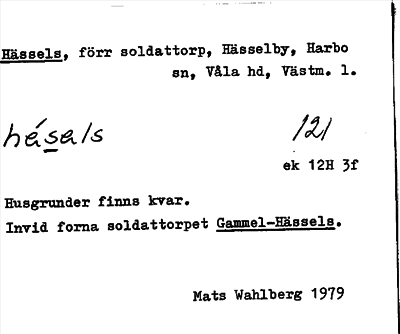 Hässels, förr soldattorp, Hässelby, Harbo
sn, Våla hd, Västm. l.
hésels 121
ek 12H 3f
Husgrunder finns kvar.
Invid forna soldattorpet Gammel-Hässels.
Mats Wahlberg 1979